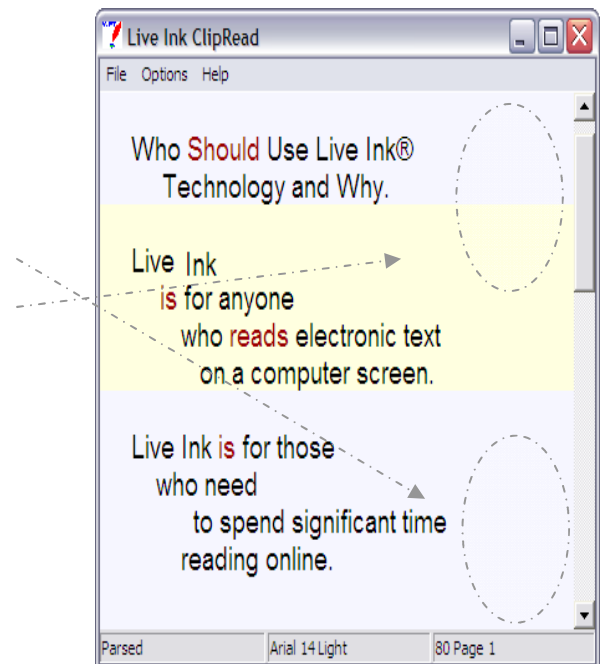 Live Ink ClipRead
File Options Help
Who Should Use Live Ink®
Technology and Why.
Live Ink
is for anyone
who reads electronic text
on a computer screen.
Live Ink is for those
who need
to spend significant time
reading online.
Parsed Arial 14 Light 80 Page 1